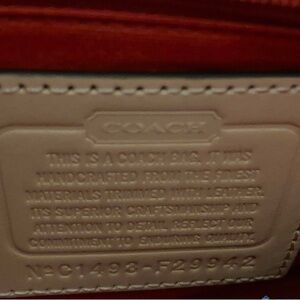 COACH
THIS IS A COACH BAG. IT WAS
HANDCRAFTED FROM THE FINEST
MATERIALS TRIMMED WITH LEATHER.
ITS SUPERIOR CRAFTSMANSHIP AND
ATTENTION TO DETAIL REFLECT OUR
COMMITMENT TO ENDURING QUALITY.
Nº C1493-F29942